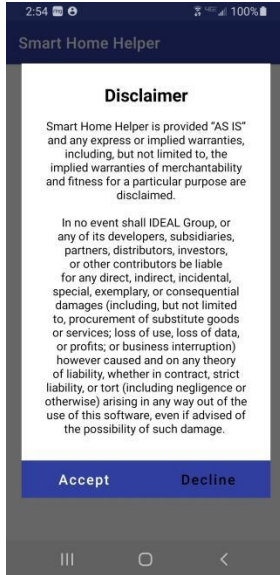 2:54 100%
Smart Home Helper
Disclaimer
Smart Home Helper is provided "AS IS"
and any express or implied warranties,
including, but not limited to, the
implied warranties of merchantability
and fitness for a particular purpose are
disclaimed.
In no event shall IDEAL Group, or
any of its developers, subsidiaries,
partners, distributors, investors,
or other contributors be liable
for any direct, indirect, incidental,
special, exemplary, or consequential
damages (including, but not limited
to, procurement of substitute goods
or services; loss of use, loss of data,
or profits; or business interruption)
however caused and on any theory
of liability, whether in contract, strict
liability, or tort (including negligence or
otherwise) arising in any way out of the
use of this software, even if advised of
the possibility of such damage.
Accept Decline